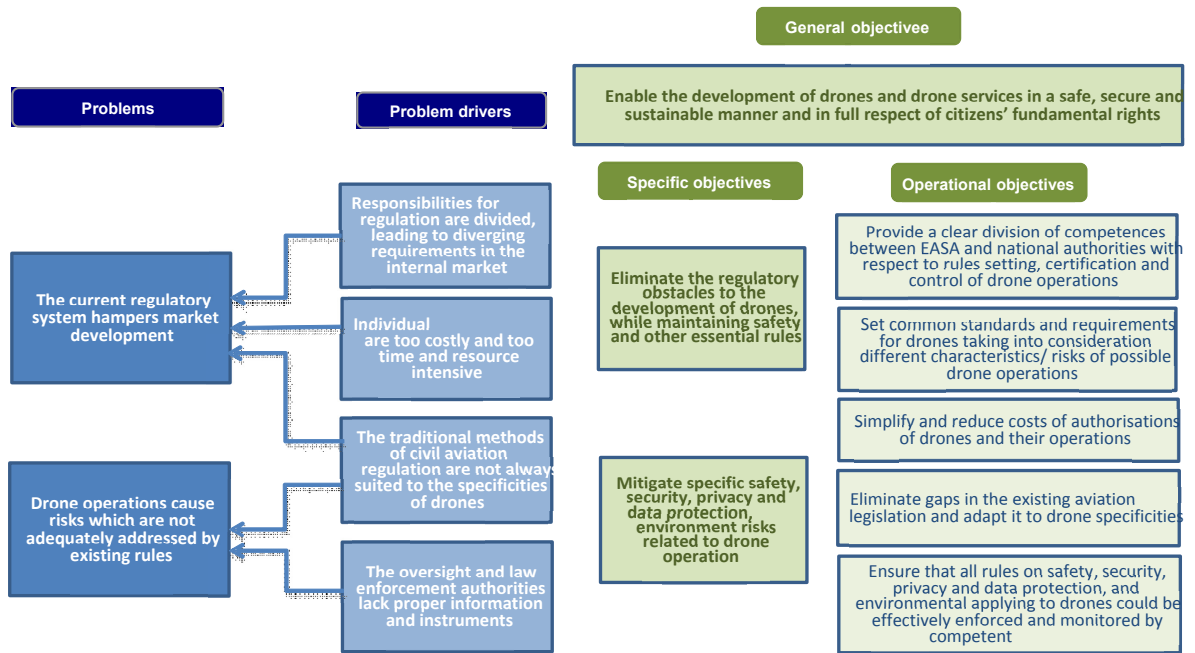 General objectivee
Enable the development of drones and drone services in a safe, secure and
sustainable manner and in full respect of citizens' fundamental rights
Problems
Problem drivers
Specific objectives
Operational objectives
The current regulatory
system hampers market
development
Drone operations cause
risks which are not
adequately addressed by
existing rules
Responsibilities for
regulation are divided,
leading to diverging
requirements in the
internal market
Individual
are too costly and too
time and resource
intensive
The traditional methods
of civil aviation
regulation are not always
suited to the specificities
of drones
The oversight and law
enforcement authorities
lack proper information
and instruments
Eliminate the regulatory
obstacles to the
development of drones,
while maintaining safety
and other essential rules
Mitigate specific safety,
security, privacy and
data protection,
environment risks
related to drone
operation
Provide a clear division of competences
between EASA and national authorities with
respect to rules setting, certification and
control of drone operations
Set common standards and requirements
for drones taking into consideration
different characteristics/ risks of possible
drone operations
Simplify and reduce costs of authorisations
of drones and their operations
Eliminate gaps in the existing aviation
legislation and adapt it to drone specificities
Ensure that all rules on safety, security,
privacy and data protection, and
environmental applying to drones could be
effectively enforced and monitored by
competent